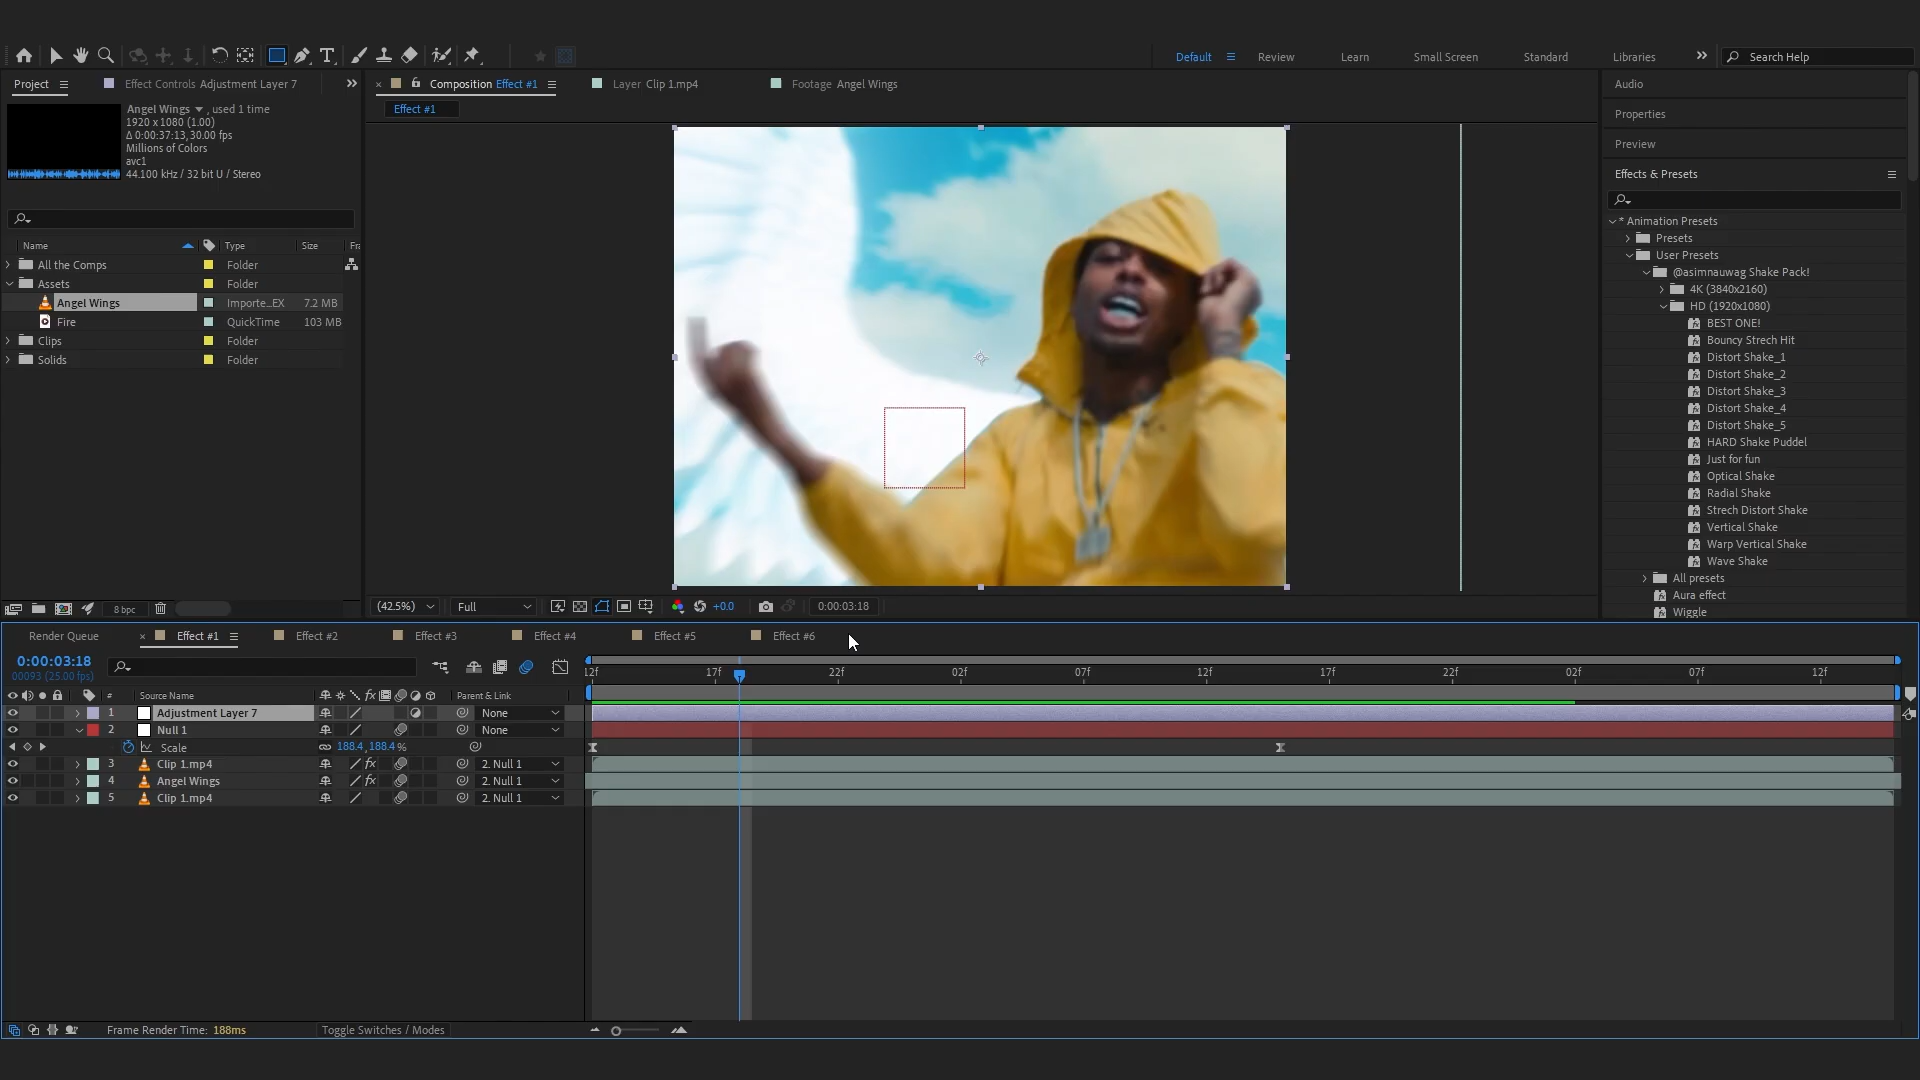 Default
Review
Learn
Small Screen
Standard
Libraries
Search Help
Project
Effect Controls Adjustment Layer 7
Composition Effect #1
Layer Clip 1.mp4
Footage Angel Wings
Effect #1
Angel Wings , used 1 time
1920 x 1080 (1.00)
Δ 0:00:37:13, 30.00 fps
Millions of Colors
avc1
44.100 kHz / 32 bit U / Stereo
Name Type Size Fra
All the Comps Folder
Assets Folder
Angel Wings Importe...EX 7.2 MB
Fire QuickTime 103 MB
Clips Folder
Solids Folder
8 bpc
(42.5%) Full +0.0 0:00:03:18
Audio
Properties
Preview
Effects & Presets
* Animation Presets
Presets
User Presets
@asimnauwag Shake Pack!
4K (3840x2160)
HD (1920x1080)
BEST ONE!
Bouncy Strech Hit
Distort Shake_1
Distort Shake_2
Distort Shake_3
Distort Shake_4
Distort Shake_5
HARD Shake Puddel
Just for fun
Optical Shake
Radial Shake
Strech Distort Shake
Vertical Shake
Warp Vertical Shake
Wave Shake
All presets
Aura effect
Wiggle
Render Queue
Effect #1
Effect #2
Effect #3
Effect #4
Effect #5
Effect #6
0:00:03:18
00093 (25.00 fps)
12f 17f 22f 02f 07f 12f 17f 22f 02f 07f 12f
# Source Name fx Parent & Link
1 Adjustment Layer 7 None
2 Null 1 None
Scale 188.4, 188.4 %
3 Clip 1.mp4 fx 2. Null 1
4 Angel Wings fx 2. Null 1
5 Clip 1.mp4 2. Null 1
Frame Render Time: 188ms
Toggle Switches / Modes